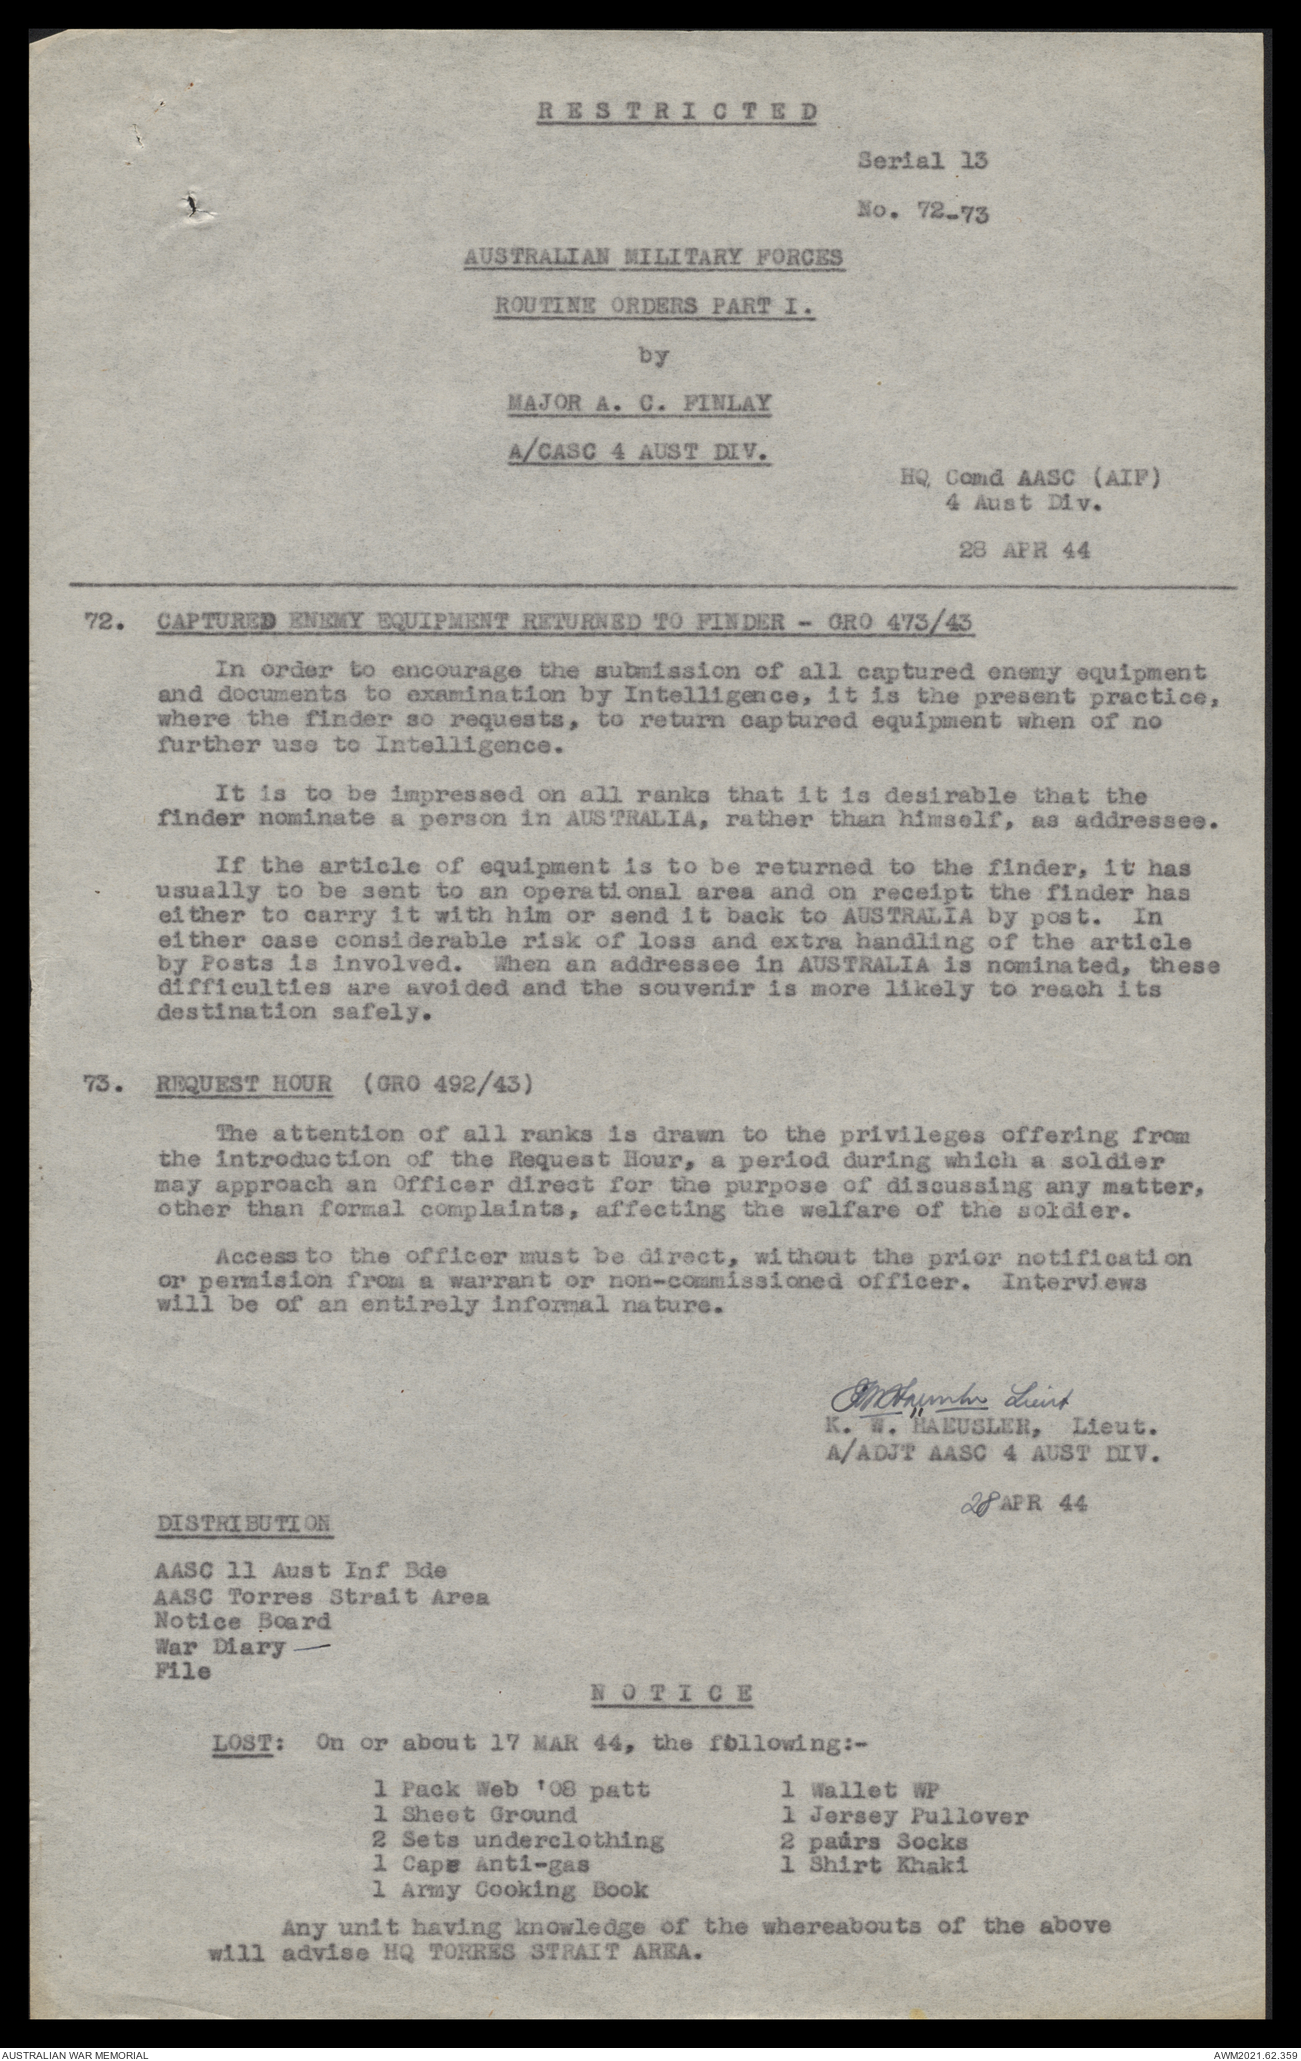 R E S T R I C T E D
Serial 13
No. 72-73
AUSTRALIAN MILITARY FORCES
ROUTINE ORDERS PART I.
by
MAJOR A. C. FINLAY
A/CASC 4 AUST DIV.
HQ Comd AASC (AIF)
4 Aust Div.
28 APR 44
72. CAPTURED ENEMY EQUIPMENT RETURNED TO FINDER - GRO 473/43
In order to encourage the submission of all captured enemy equipment
and documents to examination by Intelligence, it is the present practice,
where the finder so requests, to return captured equipment when of no
further use to Intelligence.
It is to be impressed on all ranks that it is desirable that the
finder nominate a person in AUSTRALIA, rather than himself, as addressee.
If the article of equipment is to be returned to the finder, it has
usually to be sent to an operational area and on receipt the finder has
either to carry it with him or send it back to AUSTRALIA by post. In
either case considerable risk of loss and extra handling of the article
by Posts is involved. When an addressee in AUSTRALIA is nominated, these
difficulties are avoided and the souvenir is more likely to reach its
destination safely.
73. REQUEST HOUR (GRO 492/43)
The attention of all ranks is drawn to the privileges offering from
the introduction of the Request Hour, a period during which a soldier
may approach an Officer direct for the purpose of discussing any matter,
other than formal complaints, affecting the welfare of the soldier.
Access to the officer must be direct, without the prior notification
or permision from a warrant or non-commissioned officer. Interviews
will be of an entirely informal nature.
Lieut
K. W. HAEUSLER, Lieut.
A/ADJT AASC 4 AUST DIV.
28 APR 44
DISTRIBUTION
AASC 11 Aust Inf Bde
AASC Torres Strait Area
Notice Board
War Diary —
File
N O T I C E
LOST: On or about 17 MAR 44, the following:-
1 Pack Web '08 patt 1 Wallet WP
1 Sheet Ground 1 Jersey Pullover
2 Sets underclothing 2 pairs Socks
1 Cape Anti-gas 1 Shirt Khaki
1 Army Cooking Book
Any unit having knowledge of the whereabouts of the above
will advise HQ TORRES STRAIT AREA.
AUSTRALIAN WAR MEMORIAL
AWM2021.62.359